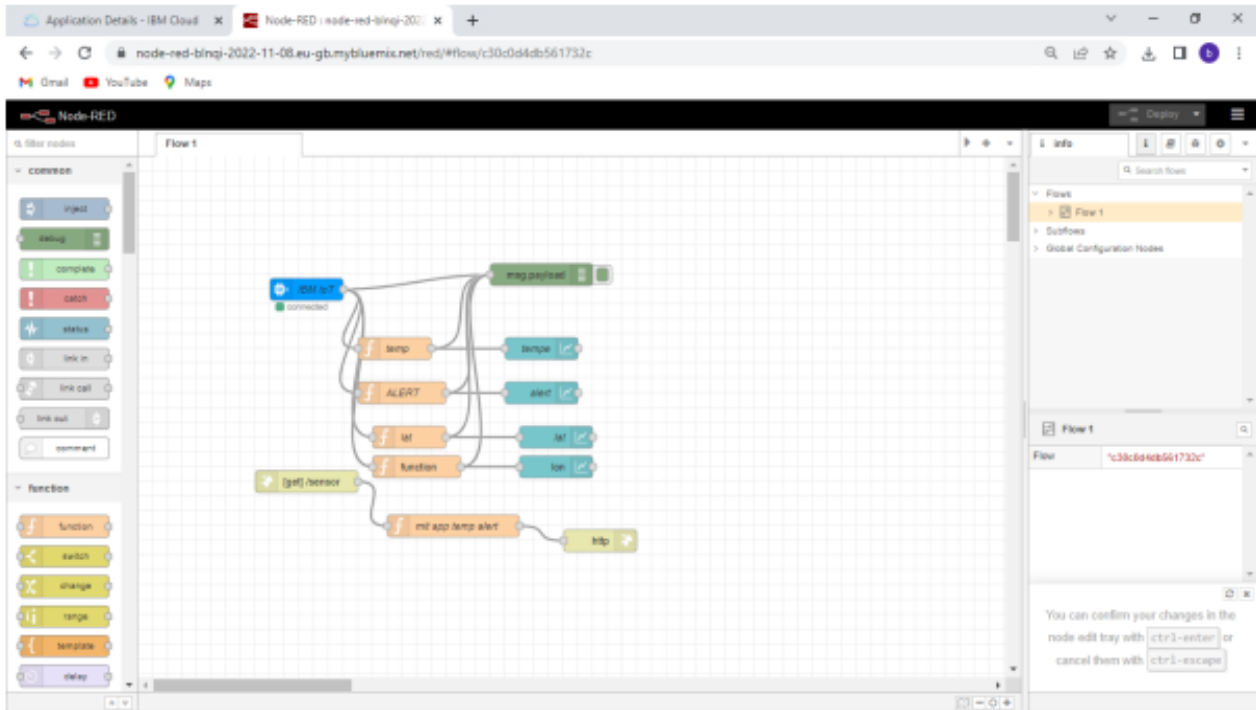 Application Details - IBM Cloud
Node-RED : node-red-blnqi-202
node-red-blnqi-2022-11-08.eu-gb.mybluemix.net/red/#flow/c30c0d4db561732c
b
Gmail YouTube Maps
Node-RED
Deploy
filter nodes
Flow 1
info
i
Search flows
common
inject
debug
complete
catch
status
link in
link call
link out
comment
function
function
switch
change
range
template
delay
IBM IoT
connected
msg.payload
temp
tempe
ALERT
alert
lat
lat
function
lon
[get] /sensor
mit app temp alert
http
Flows
Flow 1
Subflows
Global Configuration Nodes
Flow 1
Flow "c30c0d4db561732c"
You can confirm your changes in the
node edit tray with ctrl-enter or
cancel them with ctrl-escape